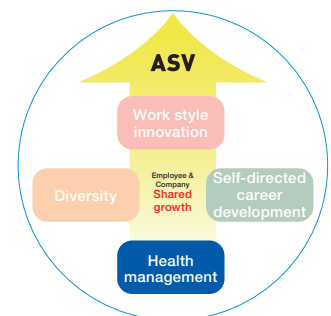 ASV
Work style
innovation
Diversity
Employee &
Company
Shared
growth
Self-directed
career
development
Health
management